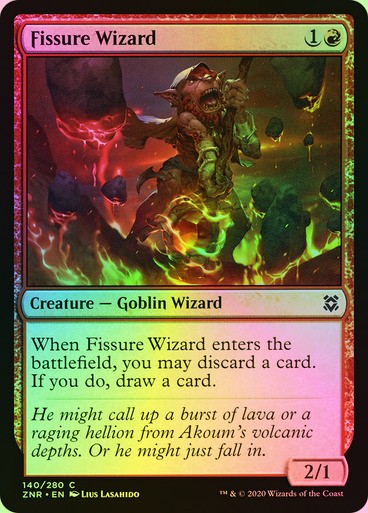 Fissure Wizard 1
Creature — Goblin Wizard
When Fissure Wizard enters the
battlefield, you may discard a card.
If you do, draw a card.
He might call up a burst of lava or a
raging hellion from Akoum's volcanic
depths. Or he might just fall in.
2/1
140/280 C
ZNR • EN Lius Lasahido
™ & © 2020 Wizards of the Coast